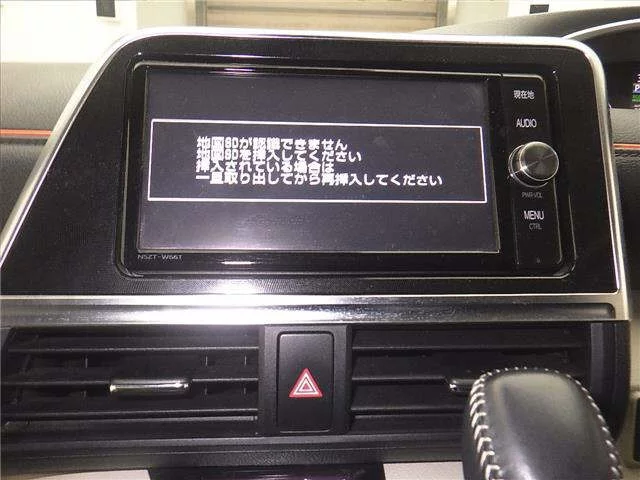 地図SDが認識できません
地図SDを挿入してください
挿入されている場合は
一旦取り出してから再挿入してください
現在地
AUDIO
PWR·VOL
MENU
CTRL
NSZT-W66T